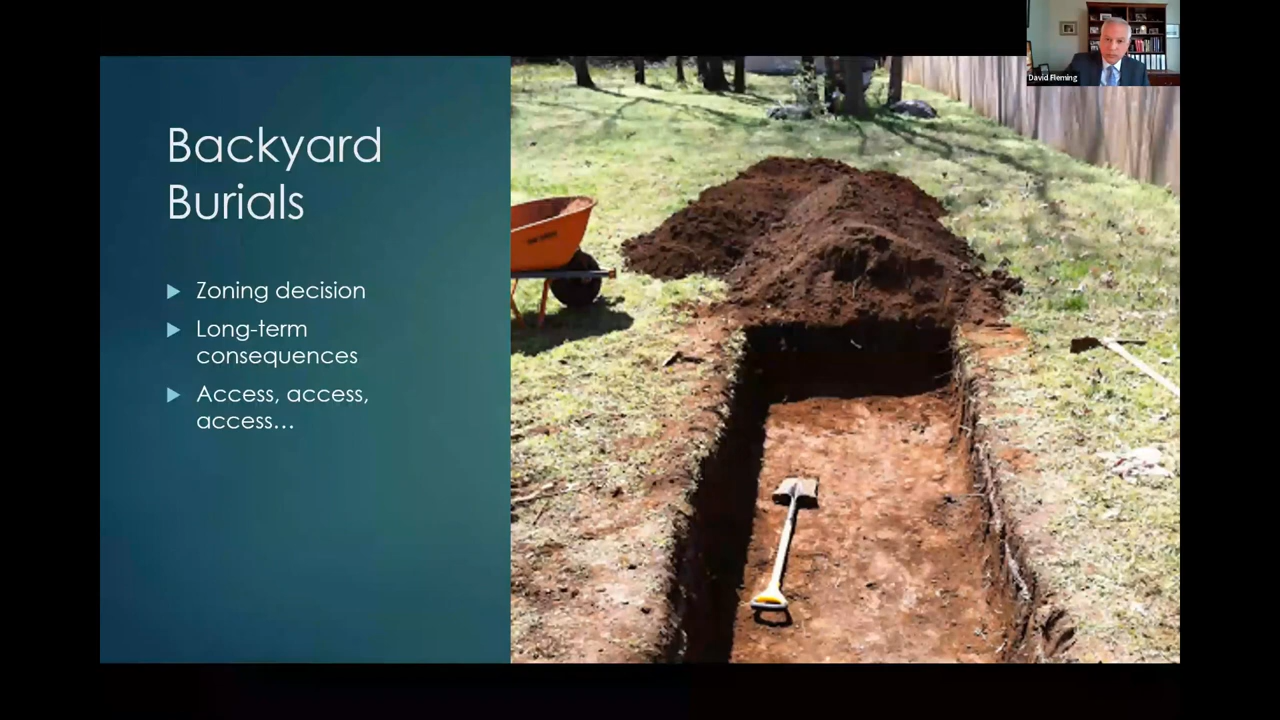 David Fleming
Backyard
Burials
Zoning decision
Long-term
consequences
Access, access,
access…